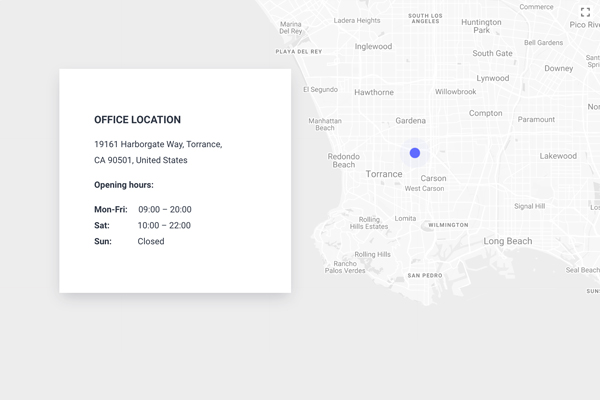 OFFICE LOCATION
19161 Harborgate Way, Torrance,
CA 90501, United States
Opening hours:
Mon-Fri: 09:00 – 20:00
Sat: 10:00 – 22:00
Sun: Closed
Commerce
SOUTH LOS
ANGELES
Marina
Del Rey
Ladera Heights
Huntington
Park
Pico Rive
Bell Gardens
Inglewood
PLAYA DEL REY
South Gate
Downey
Lynwood
El Segundo
Hawthorne
Willowbrook
Compton
Manhattan
Beach
Gardena
Paramount
Redondo
Beach
Lakewood
Torrance
Carson
West Carson
Signal Hill
Rolling
Hills Estates
Lomita
WILMINGTON
Long Beach
Rolling Hills
Rancho
Palos Verdes
SAN PEDRO
Seal Beach